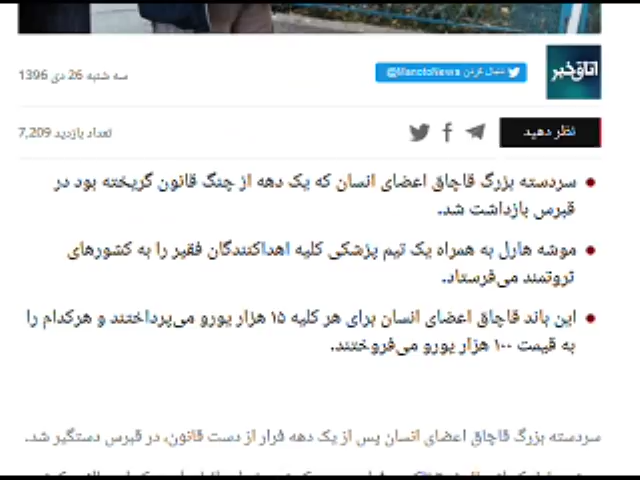 اتاق خبر
دنبال کردن @ManotoNews
سه شنبه 26 دی 1396
نظر دهید
تعداد بازدید 7,209
سردسته بزرگ قاچاق اعضای انسان که یک دهه از چنگ قانون گریخته بود در
قبرس بازداشت شد.
موشه هارل به همراه یک تیم پزشکی کلیه اهداکنندگان فقیر را به کشورهای
ثروتمند می‌فرستاد.
این باند قاچاق اعضای انسان برای هر کلیه ۱۵ هزار یورو می‌پرداختند و هرکدام را
به قیمت ۱۰۰ هزار یورو می‌فروختند.
سردسته بزرگ قاچاق اعضای انسان پس از یک دهه فرار از دست قانون، در قبرس دستگیر شد.